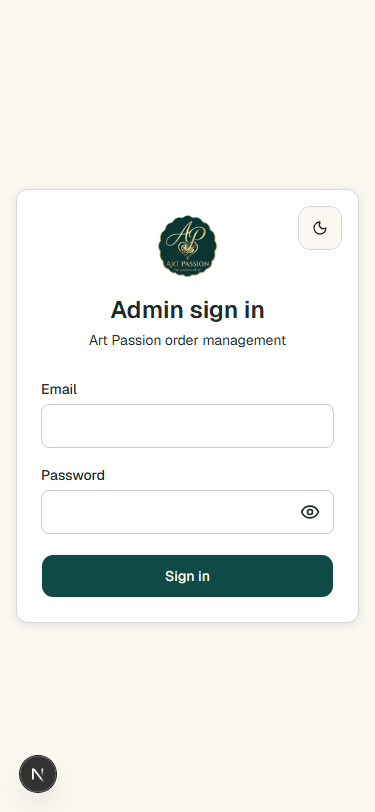 AP
ART PASSION
Admin sign in
Art Passion order management
Email
Password
Sign in
N